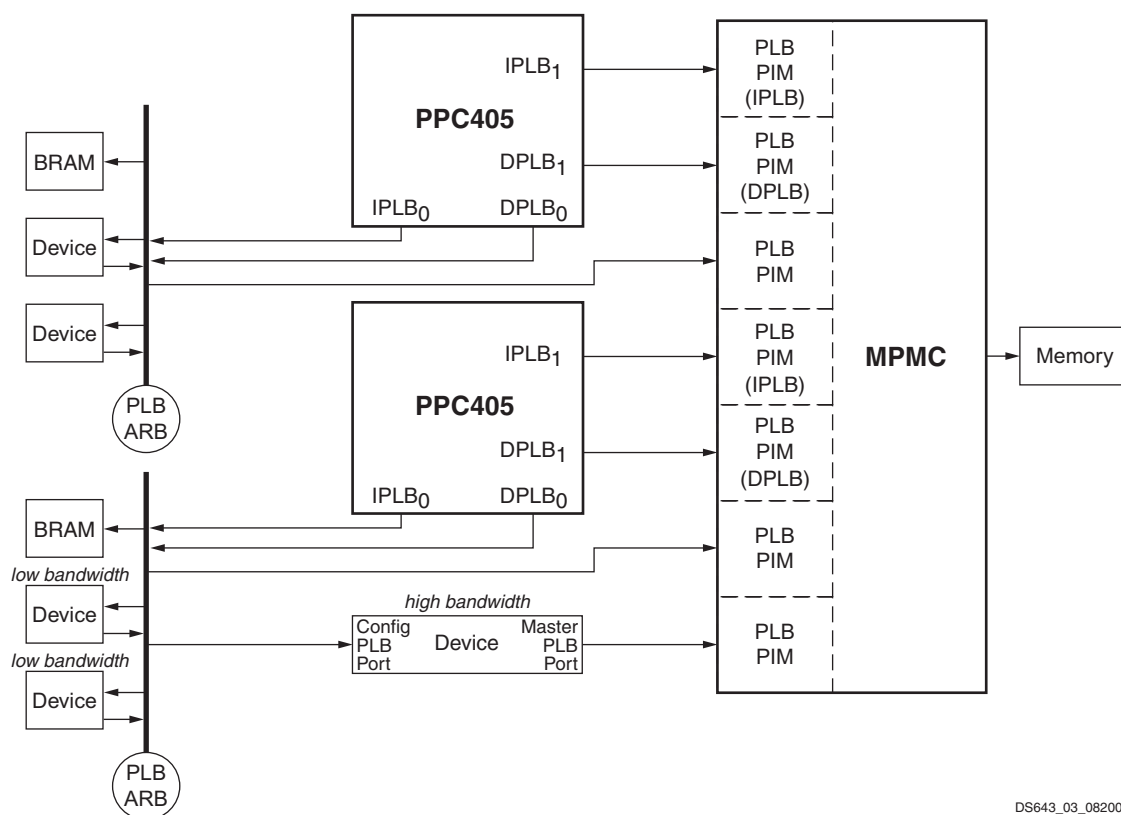 IPLB1
PPC405
DPLB1
IPLB0
DPLB0
BRAM
Device
Device
PLB
ARB
IPLB1
PPC405
DPLB1
IPLB0
DPLB0
BRAM
low bandwidth
Device
low bandwidth
Device
PLB
ARB
high bandwidth
Config
PLB
Port
Device
Master
PLB
Port
PLB
PIM
(IPLB)
PLB
PIM
(DPLB)
PLB
PIM
PLB
PIM
(IPLB)
PLB
PIM
(DPLB)
PLB
PIM
PLB
PIM
MPMC
Memory
DS643_03_08200